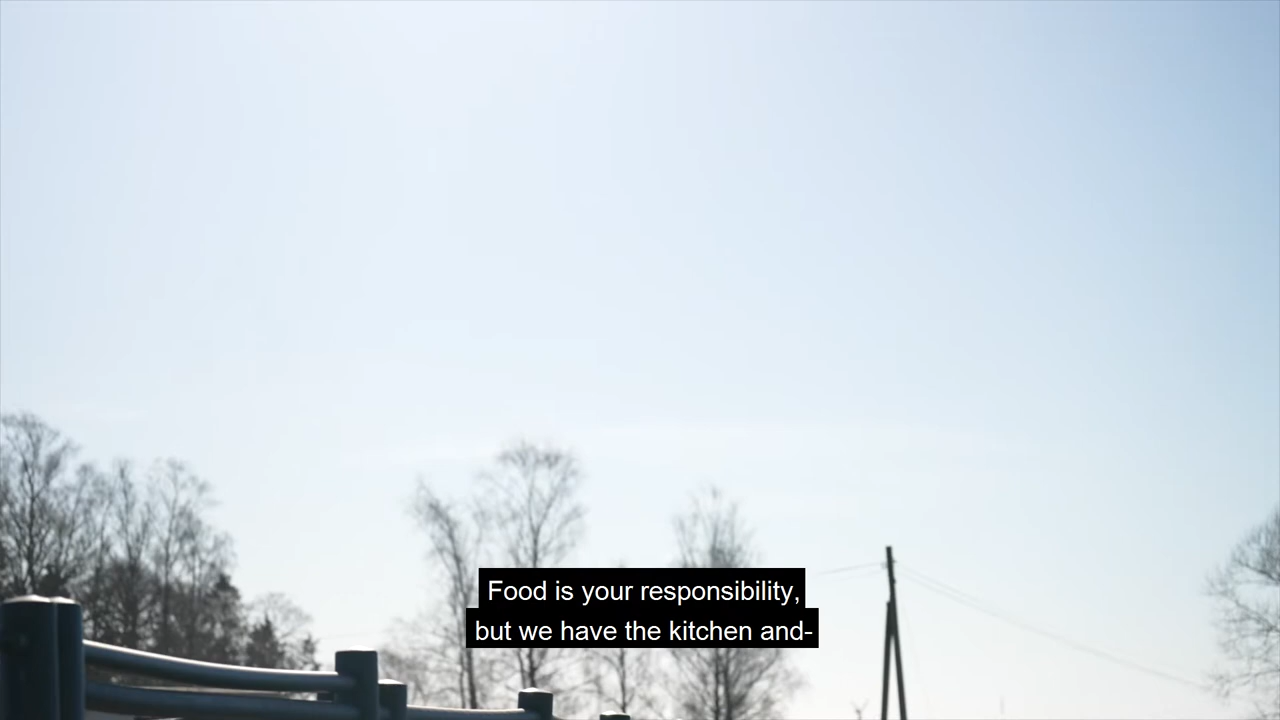 Food is your responsibility,
but we have the kitchen and-